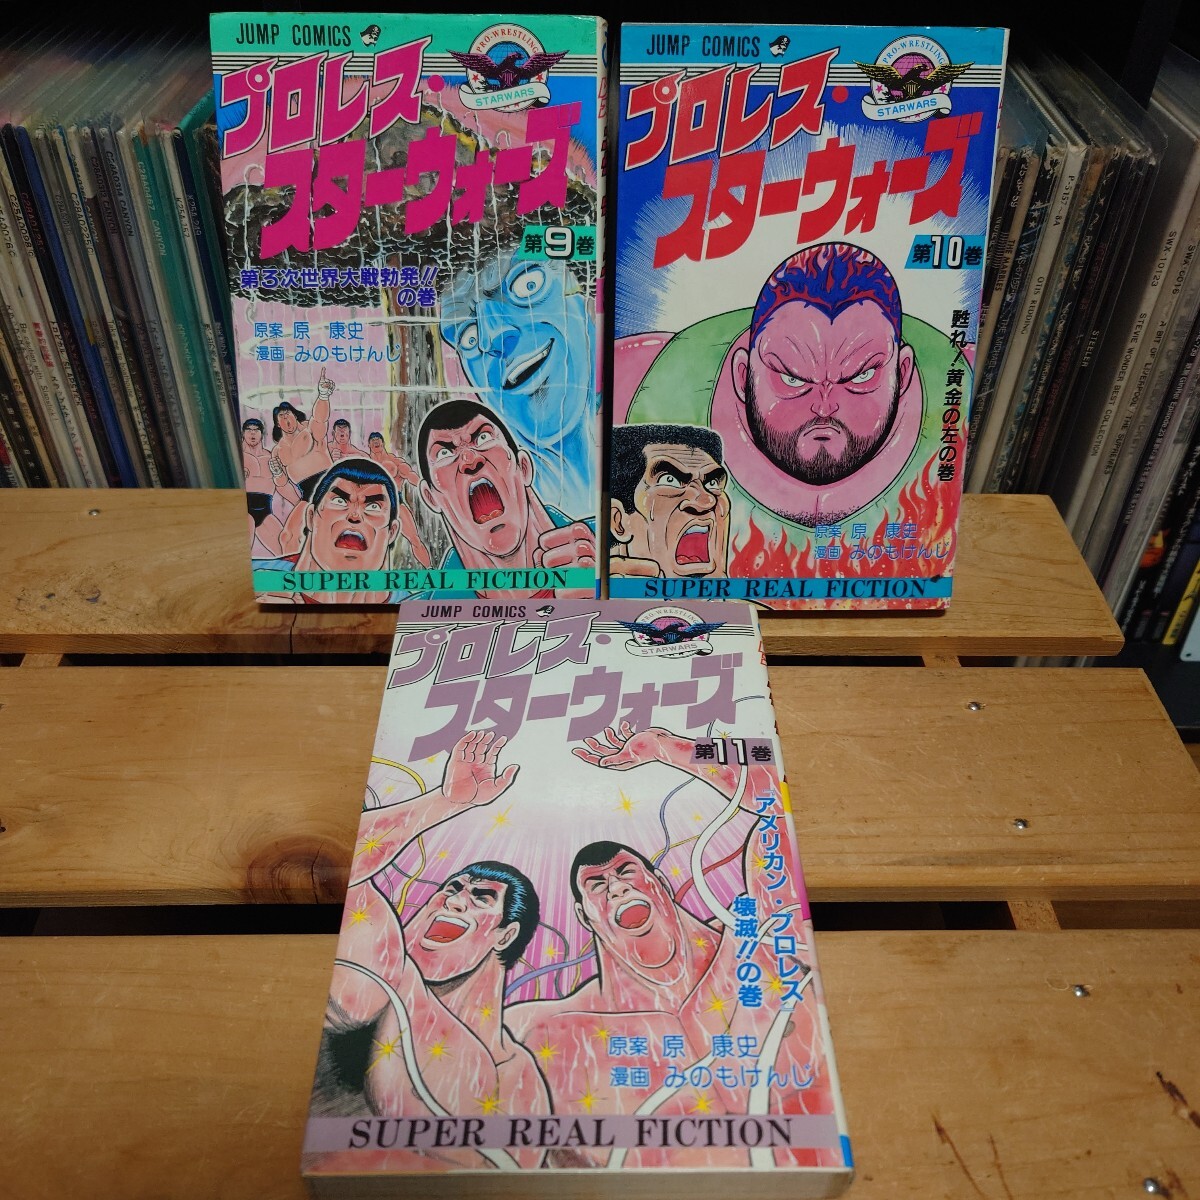 JUMP COMICS
PRO-WRESTLING
STARWARS
プロレス・
スターウォーズ
第9巻
第3次世界大戦勃発!!
の巻
原案 原 康史
漫画 みのもけんじ
SUPER REAL FICTION
JUMP COMICS
PRO-WRESTLING
STARWARS
プロレス・
スターウォーズ
第10巻
甦れ!黄金の左の巻
原案 原 康史
漫画 みのもけんじ
SUPER REAL FICTION
JUMP COMICS
PRO-WRESTLING
STARWARS
プロレス・
スターウォーズ
第11巻
『アメリカン・プロレス』
壊滅!!の巻
原案 原 康史
漫画 みのもけんじ
SUPER REAL FICTION
STEELER
STEVIE WONDER BEST COLLECTION
SWX-10123